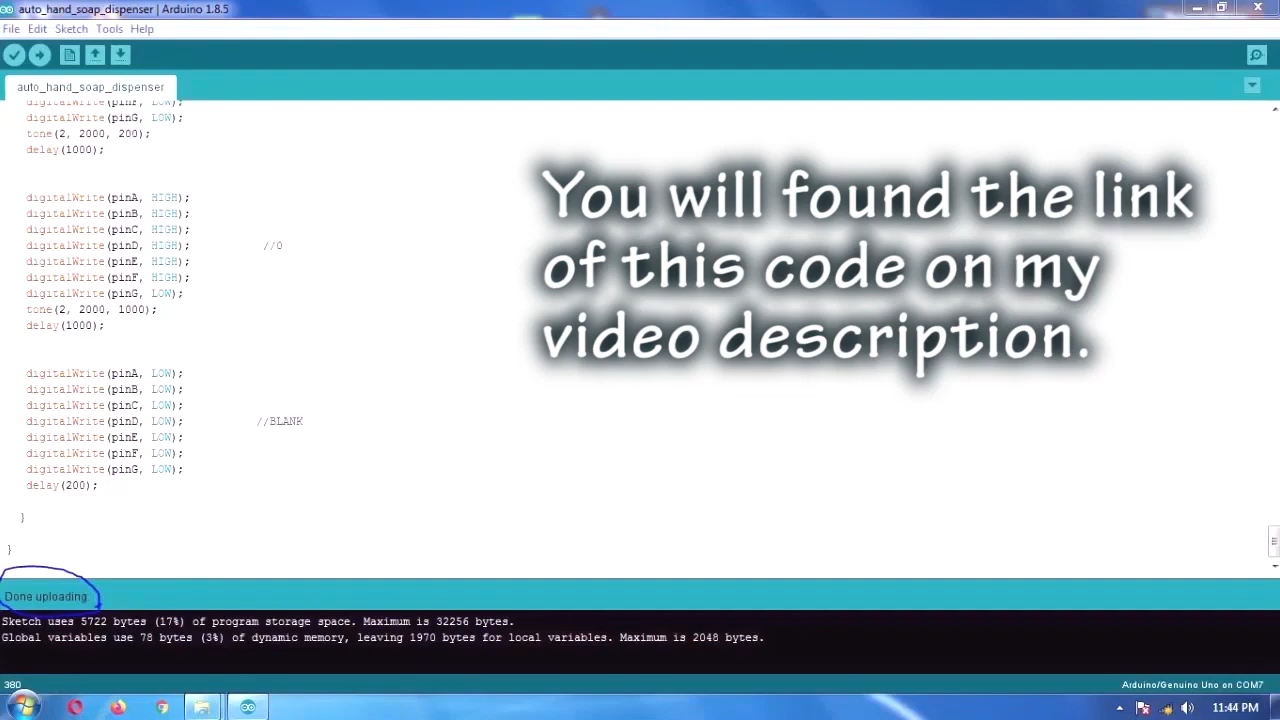 auto_hand_soap_dispenser | Arduino 1.8.5
File Edit Sketch Tools Help
auto_hand_soap_dispenser
digitalWrite(pinF, LOW);
digitalWrite(pinG, LOW);
tone(2, 2000, 200);
delay(1000);
digitalWrite(pinA, HIGH);
digitalWrite(pinB, HIGH);
digitalWrite(pinC, HIGH);
digitalWrite(pinD, HIGH); //0
digitalWrite(pinE, HIGH);
digitalWrite(pinF, HIGH);
digitalWrite(pinG, LOW);
tone(2, 2000, 1000);
delay(1000);
digitalWrite(pinA, LOW);
digitalWrite(pinB, LOW);
digitalWrite(pinC, LOW);
digitalWrite(pinD, LOW); //BLANK
digitalWrite(pinE, LOW);
digitalWrite(pinF, LOW);
digitalWrite(pinG, LOW);
delay(200);
}
}
You will found the link
of this code on my
video description.
Done uploading.
Sketch uses 5722 bytes (17%) of program storage space. Maximum is 32256 bytes.
Global variables use 78 bytes (3%) of dynamic memory, leaving 1970 bytes for local variables. Maximum is 2048 bytes.
380 Arduino/Genuino Uno on COM7
11:44 PM